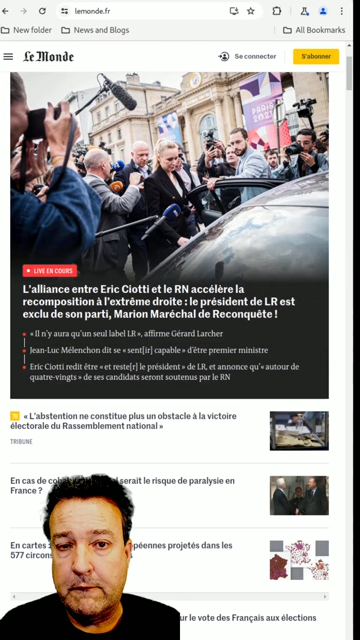 lemonde.fr
New folder
News and Blogs
All Bookmarks
Le Monde
Se connecter
S'abonner
PARIS
LIVE EN COURS
L'alliance entre Eric Ciotti et le RN accélère la
recomposition à l'extrême droite : le président de LR est
exclu de son parti, Marion Maréchal de Reconquête !
« Il n'y aura qu'un seul label LR », affirme Gérard Larcher
Jean-Luc Mélenchon dit se « sent[ir] capable » d'être premier ministre
Eric Ciotti redit être « et reste[r] le président » de LR, et annonce qu'« autour de
quatre-vingts » de ses candidats seront soutenus par le RN
« L'abstention ne constitue plus un obstacle à la victoire
électorale du Rassemblement national »
TRIBUNE
En cas de serait le risque de paralysie en
France ?
En cartes péennes projetés dans les
577
ur le vote des Français aux élections